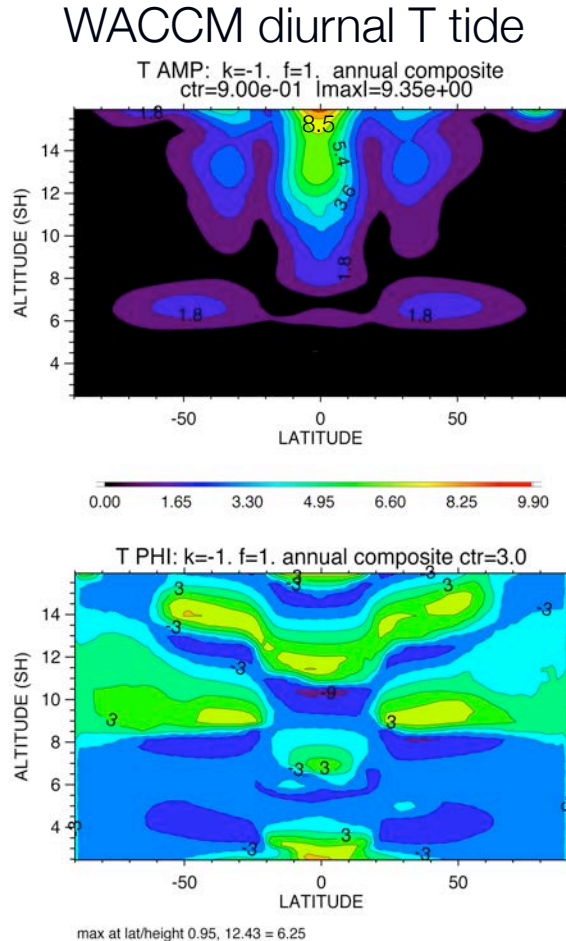 WACCM diurnal T tide
T AMP: k=-1. f=1. annual composite
ctr=9.00e-01 lmaxl=9.35e+00
1.8
8.5
5.4
3.6
1.8
1.8
1.8
14
12
10
8
6
4
ALTITUDE (SH)
-50 0 50
LATITUDE
0.00 1.65 3.30 4.95 6.60 8.25 9.90
T PHI: k=-1. f=1. annual composite ctr=3.0
3 -3 -3 3
-3 -3
-3 -3
-9
3 3
-3 3
3 3
14
12
10
8
6
4
ALTITUDE (SH)
-50 0 50
LATITUDE
max at lat/height 0.95, 12.43 = 6.25